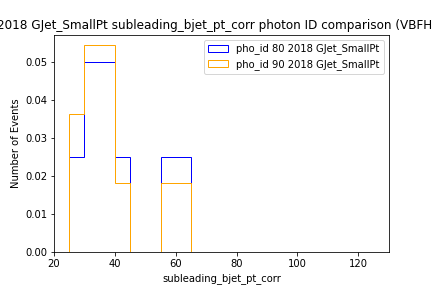 2018 GJet_SmallPt subleading_bjet_pt_corr photon ID comparison (VBFH
pho_id 80 2018 GJet_SmallPt
pho_id 90 2018 GJet_SmallPt
Number of Events
0.05
0.04
0.03
0.02
0.01
0.00
20 40 60 80 100 120
subleading_bjet_pt_corr